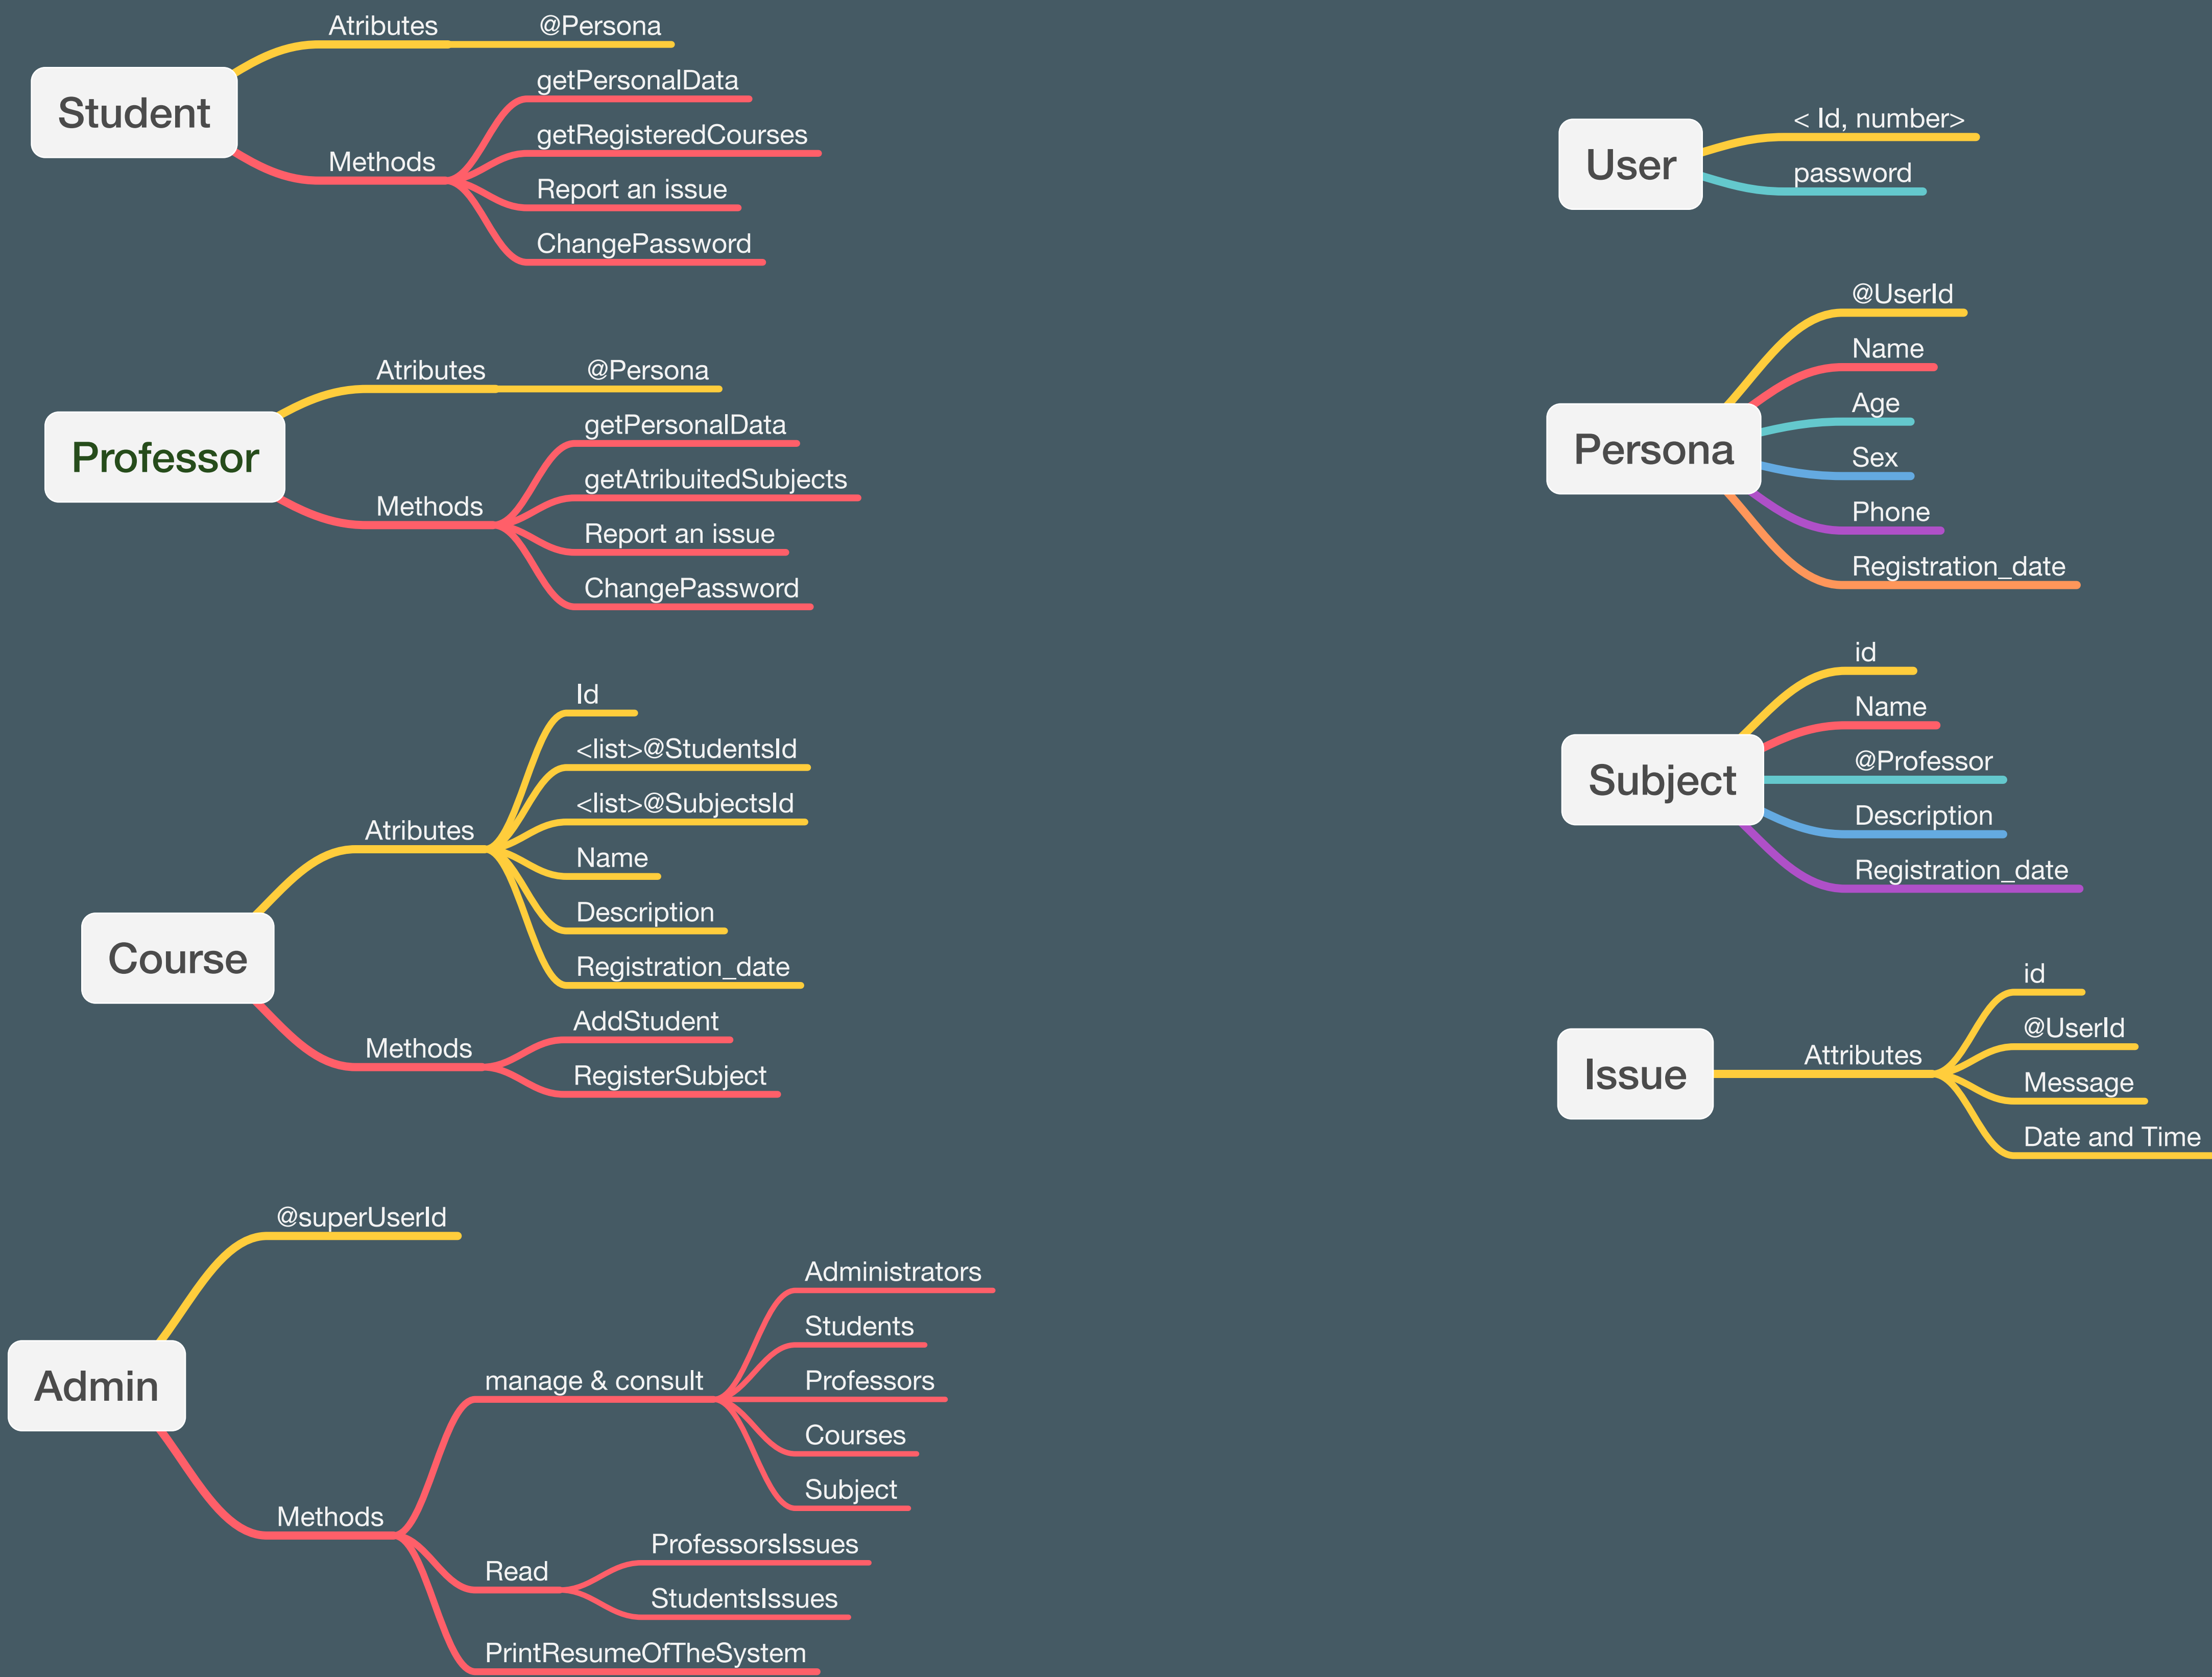 Student
Atributes
@Persona
Methods
getPersonalData
getRegisteredCourses
Report an issue
ChangePassword
Professor
Atributes
@Persona
Methods
getPersonalData
getAtribuitedSubjects
Report an issue
ChangePassword
Course
Atributes
Id
<list>@StudentsId
<list>@SubjectsId
Name
Description
Registration_date
Methods
AddStudent
RegisterSubject
Admin
@superUserId
Methods
manage & consult
Administrators
Students
Professors
Courses
Subject
Read
ProfessorsIssues
StudentsIssues
PrintResumeOfTheSystem
User
< Id, number>
password
Persona
@UserId
Name
Age
Sex
Phone
Registration_date
Subject
id
Name
@Professor
Description
Registration_date
Issue
Attributes
id
@UserId
Message
Date and Time